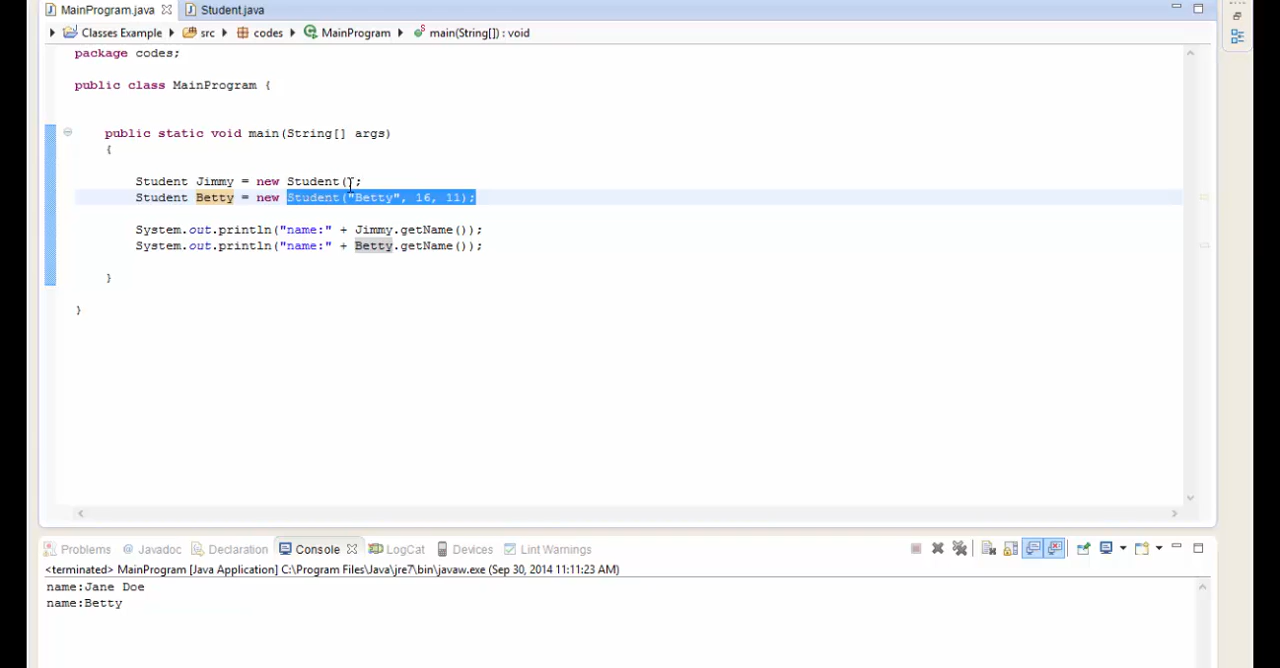 MainProgram.java Student.java
Classes Example src codes MainProgram main(String[]) : void
package codes;
public class MainProgram {
public static void main(String[] args)
{
Student Jimmy = new Student();
Student Betty = new Student("Betty", 16, 11);
System.out.println("name:" + Jimmy.getName());
System.out.println("name:" + Betty.getName());
}
}
Problems @ Javadoc Declaration Console LogCat Devices Lint Warnings
<terminated> MainProgram [Java Application] C:\Program Files\Java\jre7\bin\javaw.exe (Sep 30, 2014 11:11:23 AM)
name:Jane Doe
name:Betty